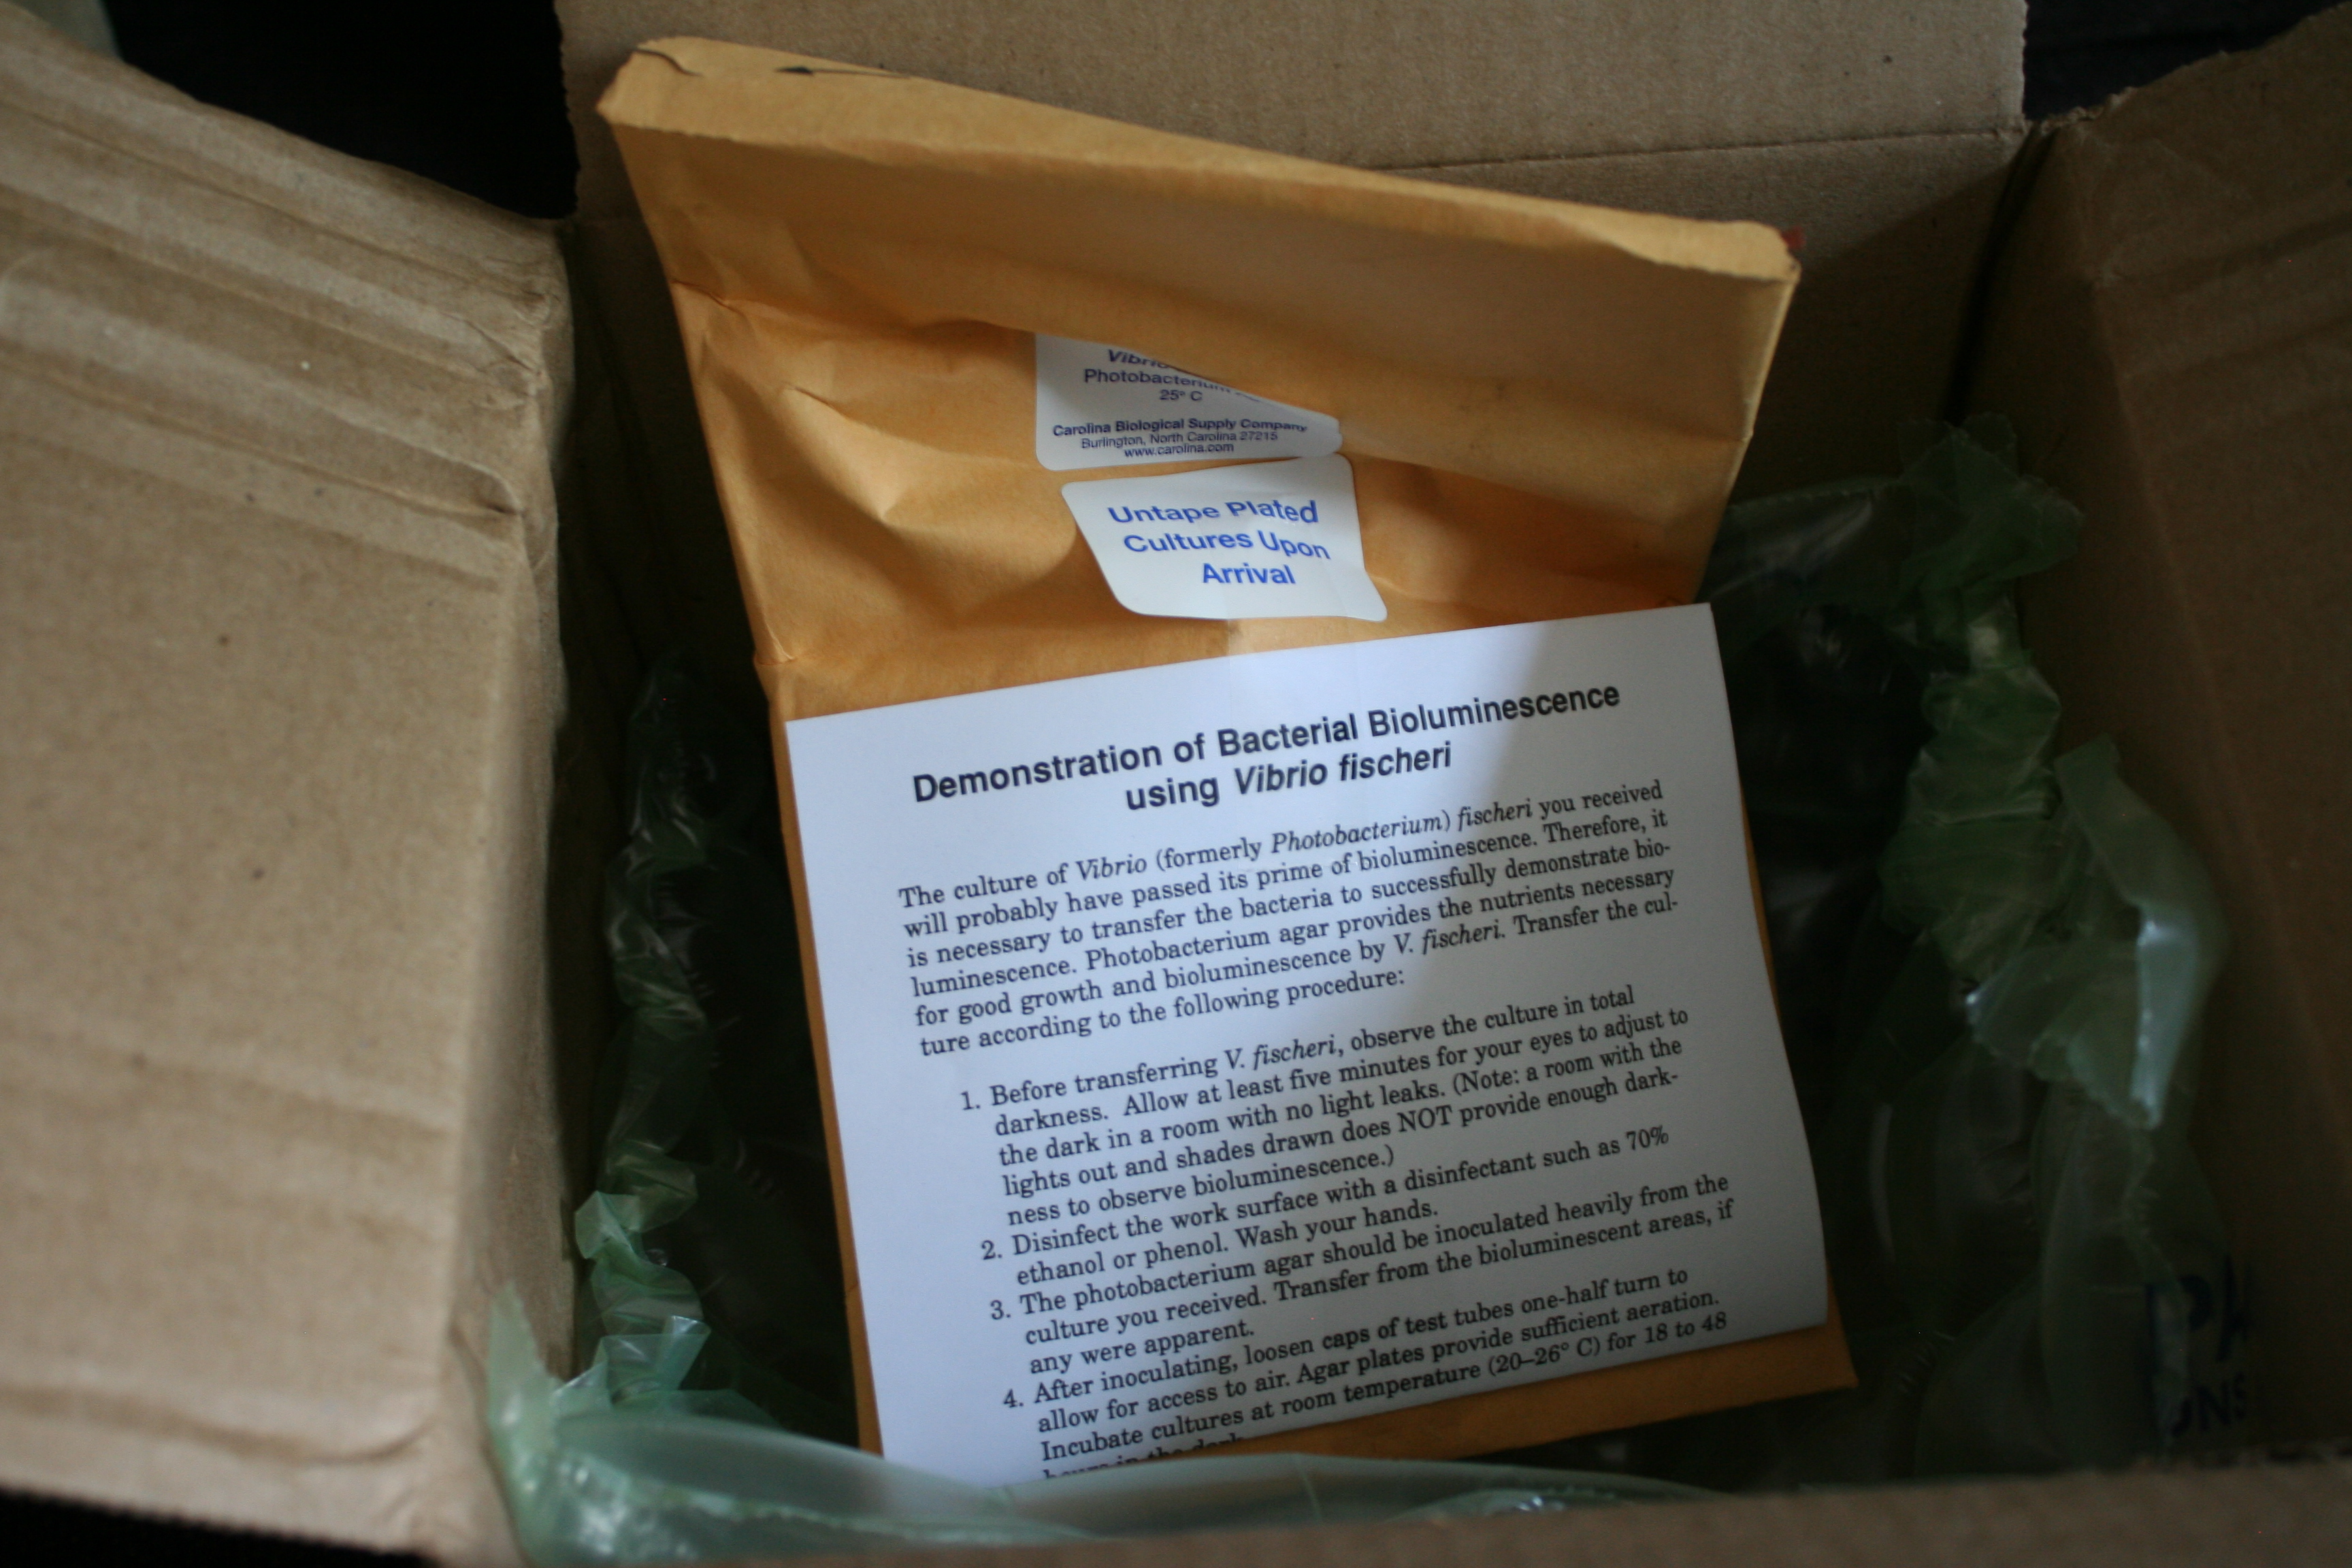 Photobacterium
25° C
Carolina Biological Supply Company
Burlington, North Carolina 27215
www.carolina.com
Untape Plated
Cultures Upon
Arrival
Demonstration of Bacterial Bioluminescence
using Vibrio fischeri
The culture of Vibrio (formerly Photobacterium) fischeri you received
will probably have passed its prime of bioluminescence. Therefore, it
is necessary to transfer the bacteria to successfully demonstrate bio-
luminescence. Photobacterium agar provides the nutrients necessary
for good growth and bioluminescence by V. fischeri. Transfer the cul-
ture according to the following procedure:
1. Before transferring V. fischeri, observe the culture in total
darkness. Allow at least five minutes for your eyes to adjust to
the dark in a room with no light leaks. (Note: a room with the
lights out and shades drawn does NOT provide enough dark-
ness to observe bioluminescence.)
2. Disinfect the work surface with a disinfectant such as 70%
ethanol or phenol. Wash your hands.
3. The photobacterium agar should be inoculated heavily from the
culture you received. Transfer from the bioluminescent areas, if
any were apparent.
4. After inoculating, loosen caps of test tubes one-half turn to
allow for access to air. Agar plates provide sufficient aeration.
Incubate cultures at room temperature (20–26° C) for 18 to 48
hours in the dark